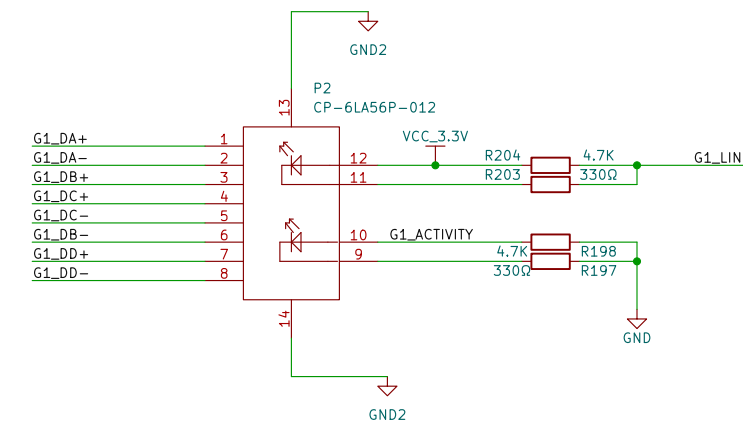 GND2
P2
CP-6LA56P-012
13
G1_DA+
1
G1_DA-
2
G1_DB+
3
G1_DC+
4
G1_DC-
5
G1_DB-
6
G1_DD+
7
G1_DD-
8
VCC_3.3V
12
R204
4.7K
G1_LIN
11
R203
330Ω
10
G1_ACTIVITY
9
4.7K
R198
330Ω
R197
14
GND
GND2